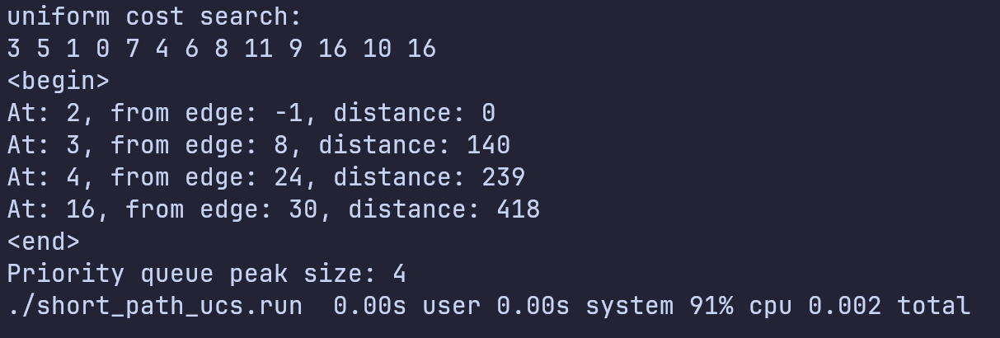 uniform cost search:
3 5 1 0 7 4 6 8 11 9 16 10 16
<begin>
At: 2, from edge: -1, distance: 0
At: 3, from edge: 8, distance: 140
At: 4, from edge: 24, distance: 239
At: 16, from edge: 30, distance: 418
<end>
Priority queue peak size: 4
./short_path_ucs.run  0.00s user 0.00s system 91% cpu 0.002 total